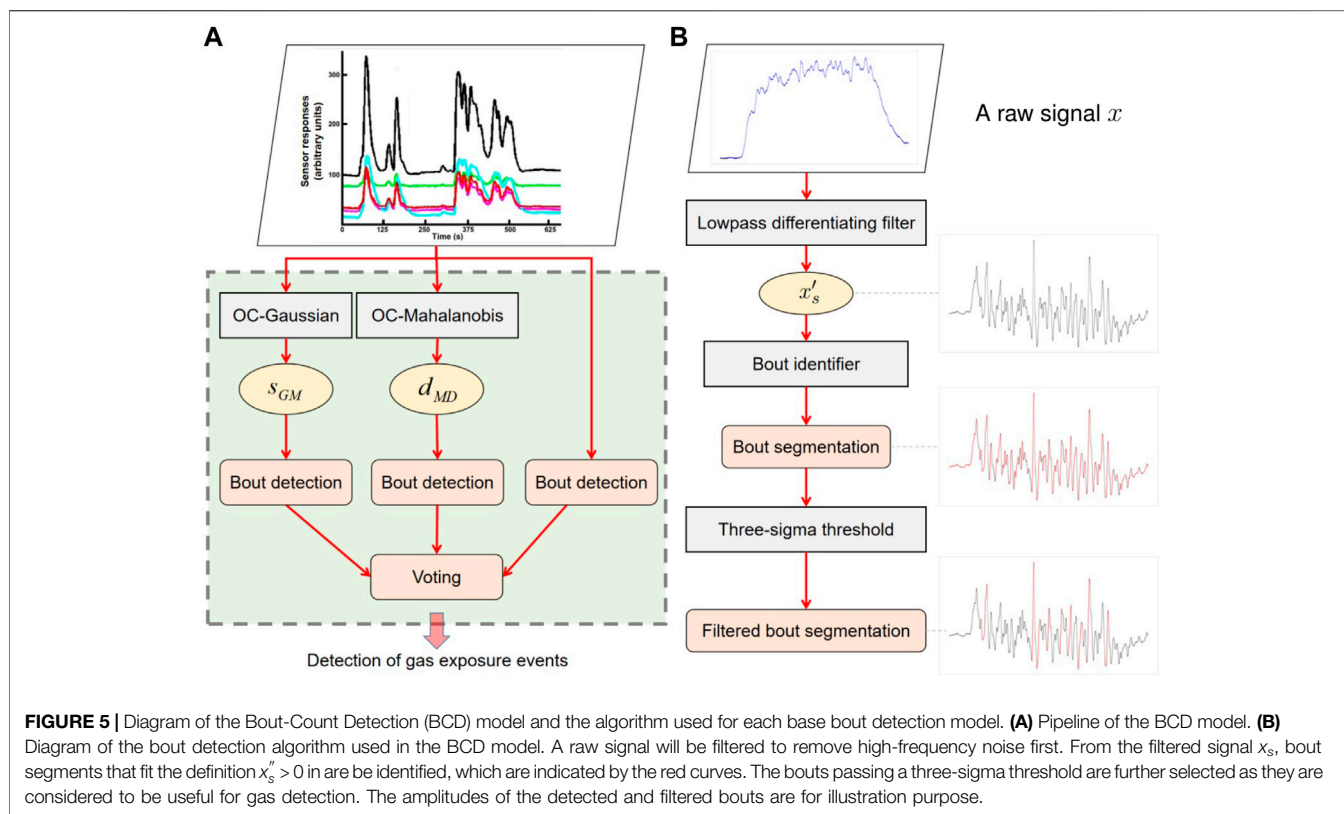 A
Sensor responses
(arbitrary units)
300
200
100
0
125
250
375
500
625
Time (s)
OC-Gaussian
OC-Mahalanobis
s_GM
d_MD
Bout detection
Bout detection
Bout detection
Voting
Detection of gas exposure events
B
A raw signal x
Lowpass differentiating filter
x′_s
Bout identifier
Bout segmentation
Three-sigma threshold
Filtered bout segmentation
FIGURE 5 | Diagram of the Bout-Count Detection (BCD) model and the algorithm used for each base bout detection model. (A) Pipeline of the BCD model. (B)
Diagram of the bout detection algorithm used in the BCD model. A raw signal will be filtered to remove high-frequency noise first. From the filtered signal x_s, bout
segments that fit the definition x″_s > 0 in are be identified, which are indicated by the red curves. The bouts passing a three-sigma threshold are further selected as they are
considered to be useful for gas detection. The amplitudes of the detected and filtered bouts are for illustration purpose.